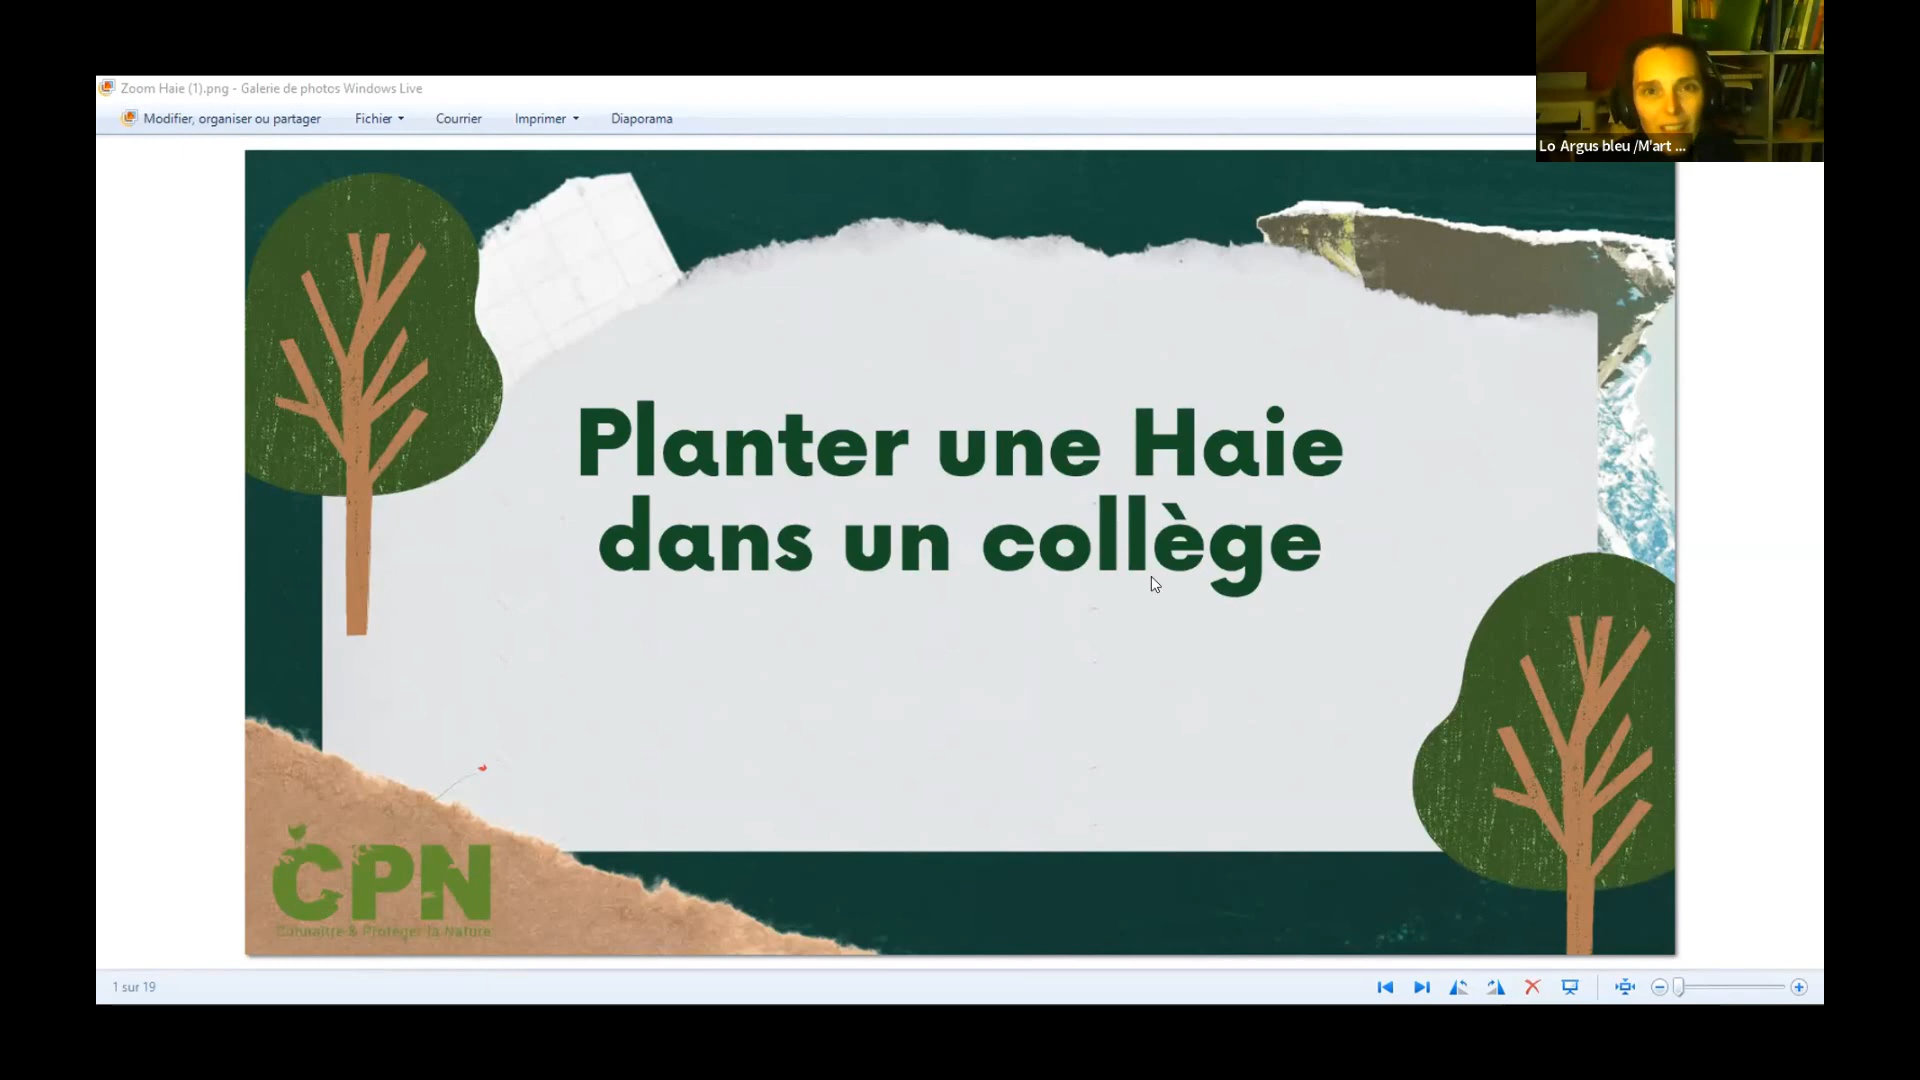 Zoom Haie (1).png - Galerie de photos Windows Live
Modifier, organiser ou partager Fichier Courrier Imprimer Diaporama
Lo Argus bleu /M'art ...
Planter une Haie
dans un collège
CPN
Connaître & Protéger la Nature
1 sur 19